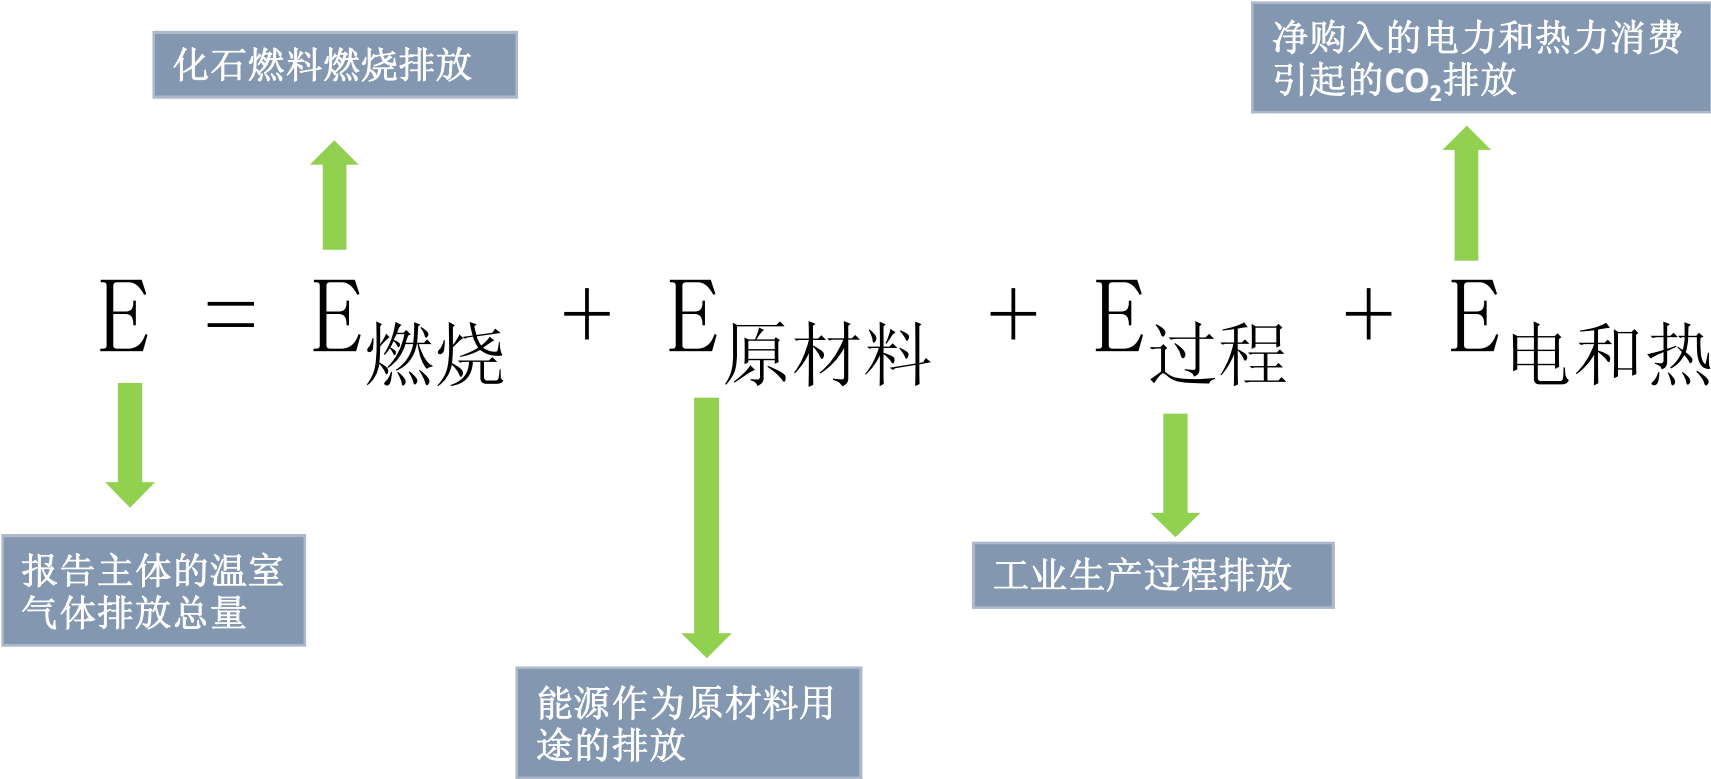 化石燃料燃烧排放
净购入的电力和热力消费
引起的CO₂排放
E = E燃烧 + E原材料 + E过程 + E电和热
报告主体的温室
气体排放总量
工业生产过程排放
能源作为原材料用
途的排放